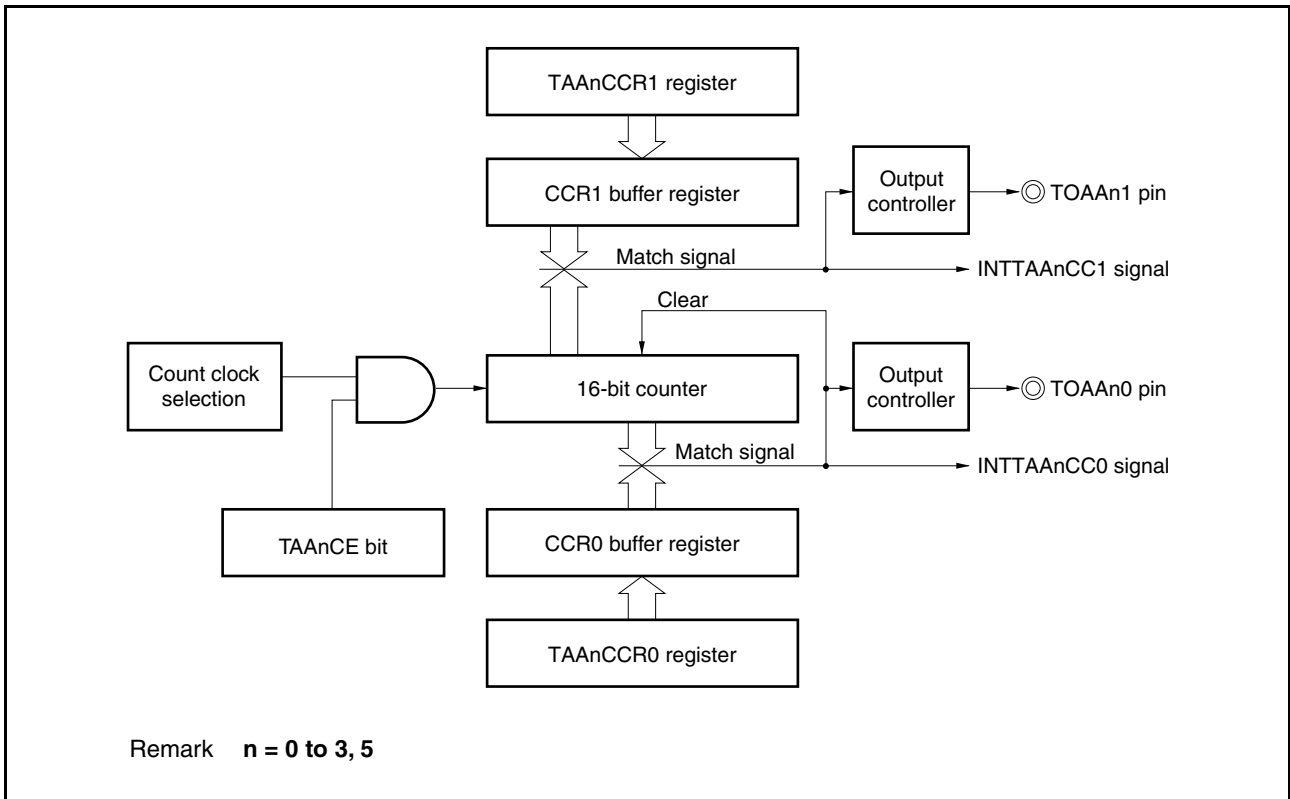 TAAnCCR1 register
CCR1 buffer register
Output
controller
TOAAn1 pin
Match signal
INTTAAnCC1 signal
Clear
Count clock
selection
16-bit counter
Output
controller
TOAAn0 pin
Match signal
INTTAAnCC0 signal
TAAnCE bit
CCR0 buffer register
TAAnCCR0 register
Remark n = 0 to 3, 5